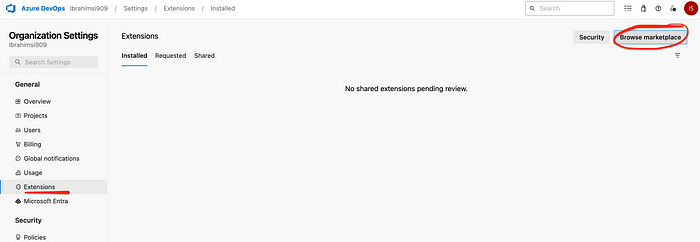 Azure DevOps Ibrahimsi909 / Settings / Extensions / Installed
Search
IS
Organization Settings
Ibrahimsi909
Search Settings
General
Overview
Projects
Users
Billing
Global notifications
Usage
Extensions
Microsoft Entra
Security
Policies
Extensions
Security
Browse marketplace
Installed Requested Shared
No shared extensions pending review.